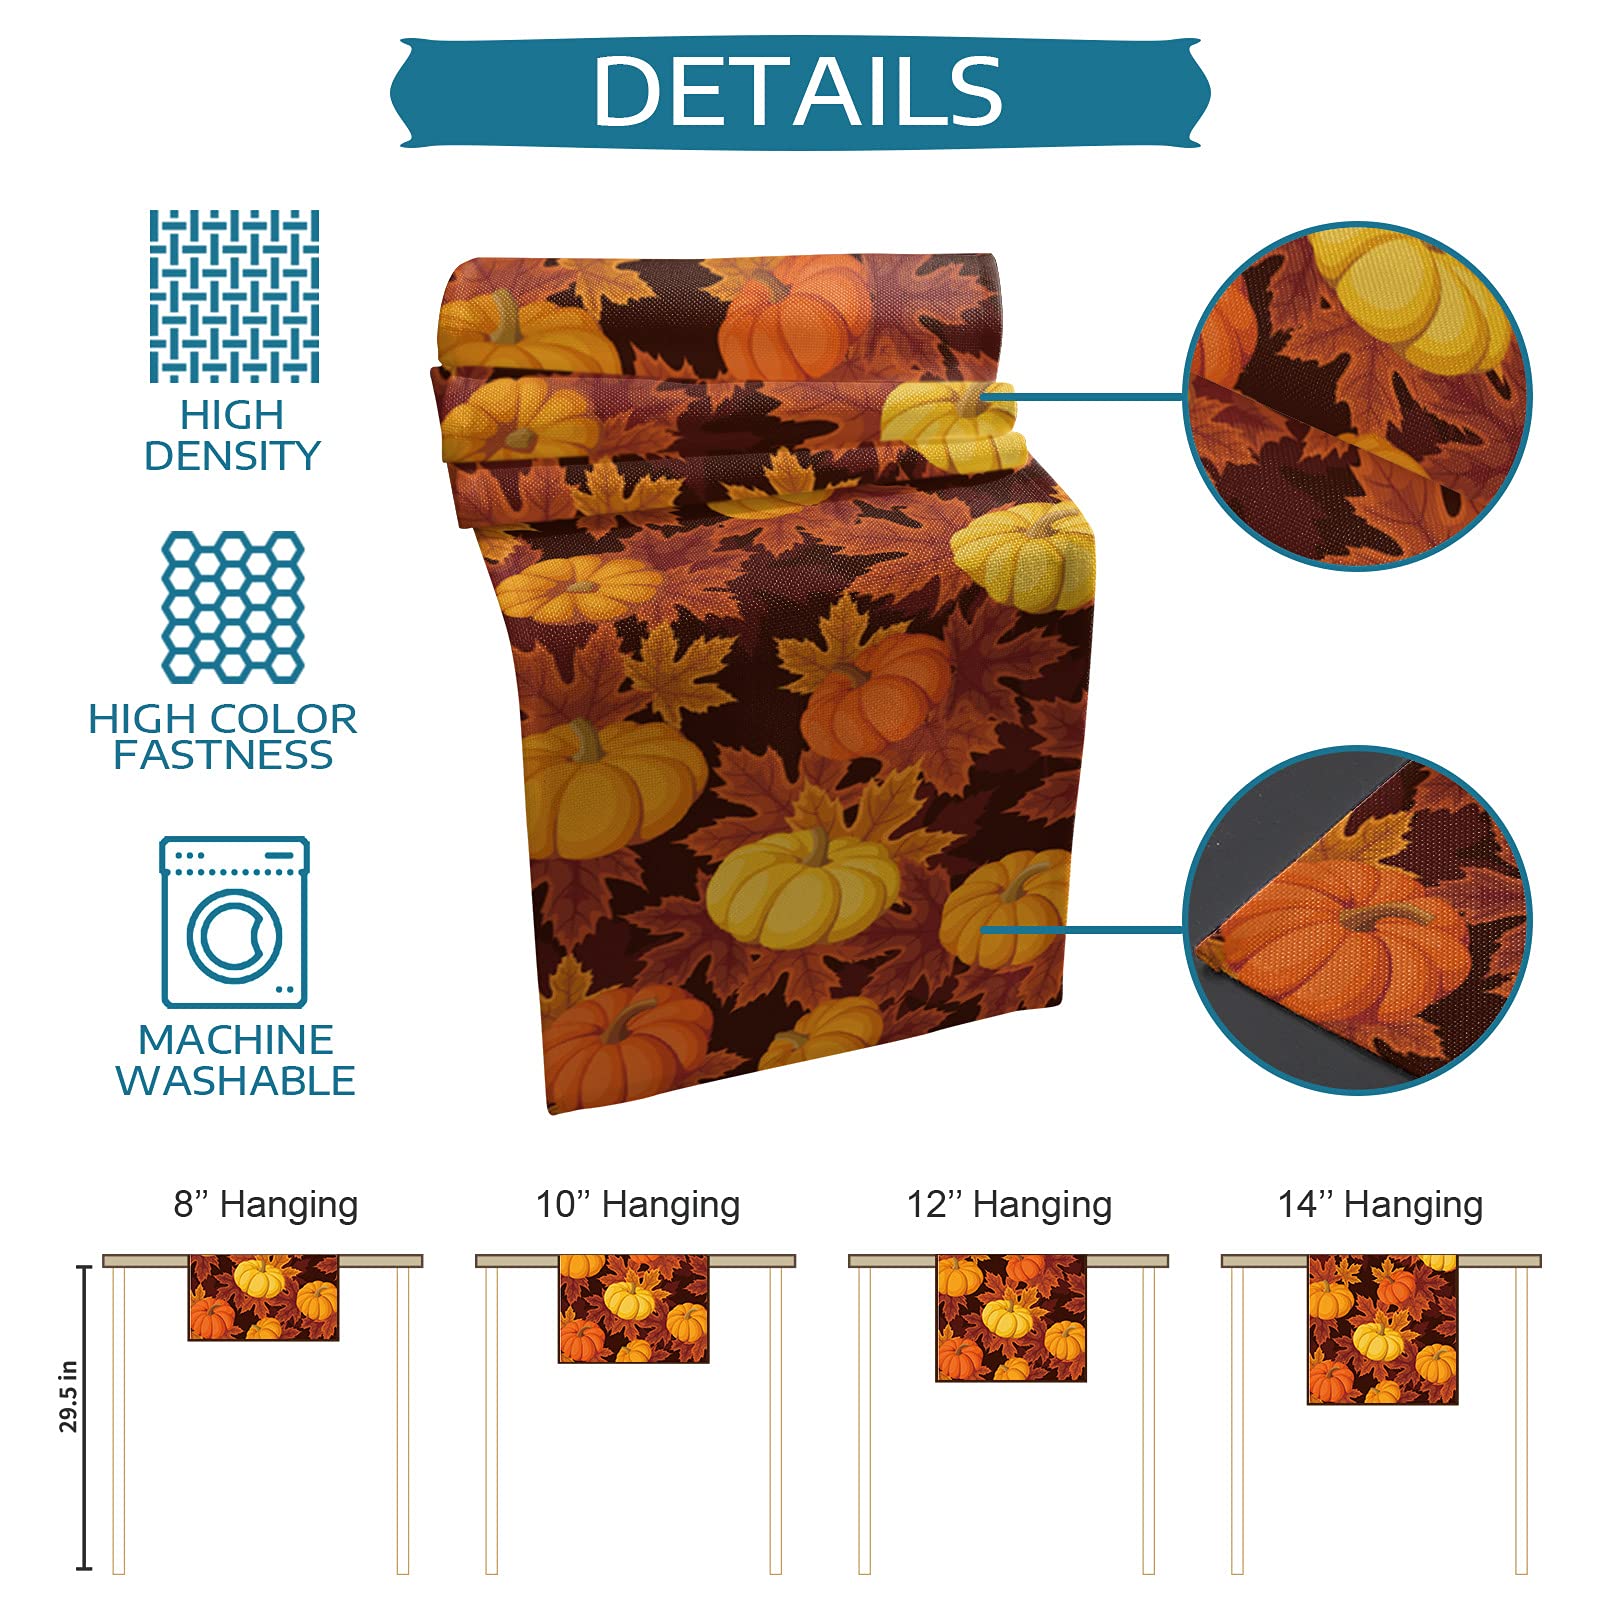 DETAILS
HIGH
DENSITY
HIGH COLOR
FASTNESS
MACHINE
WASHABLE
8’’ Hanging
10’’ Hanging
12’’ Hanging
14’’ Hanging
29.5 in